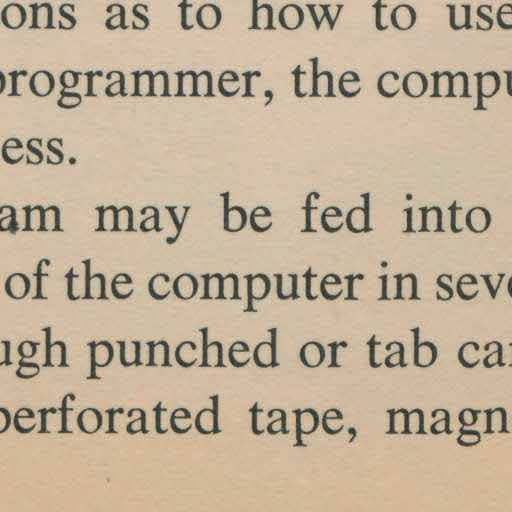 ons as to how to use
programmer, the compu
ess.
am may be fed into
of the computer in seve
ugh punched or tab car
perforated tape, magn